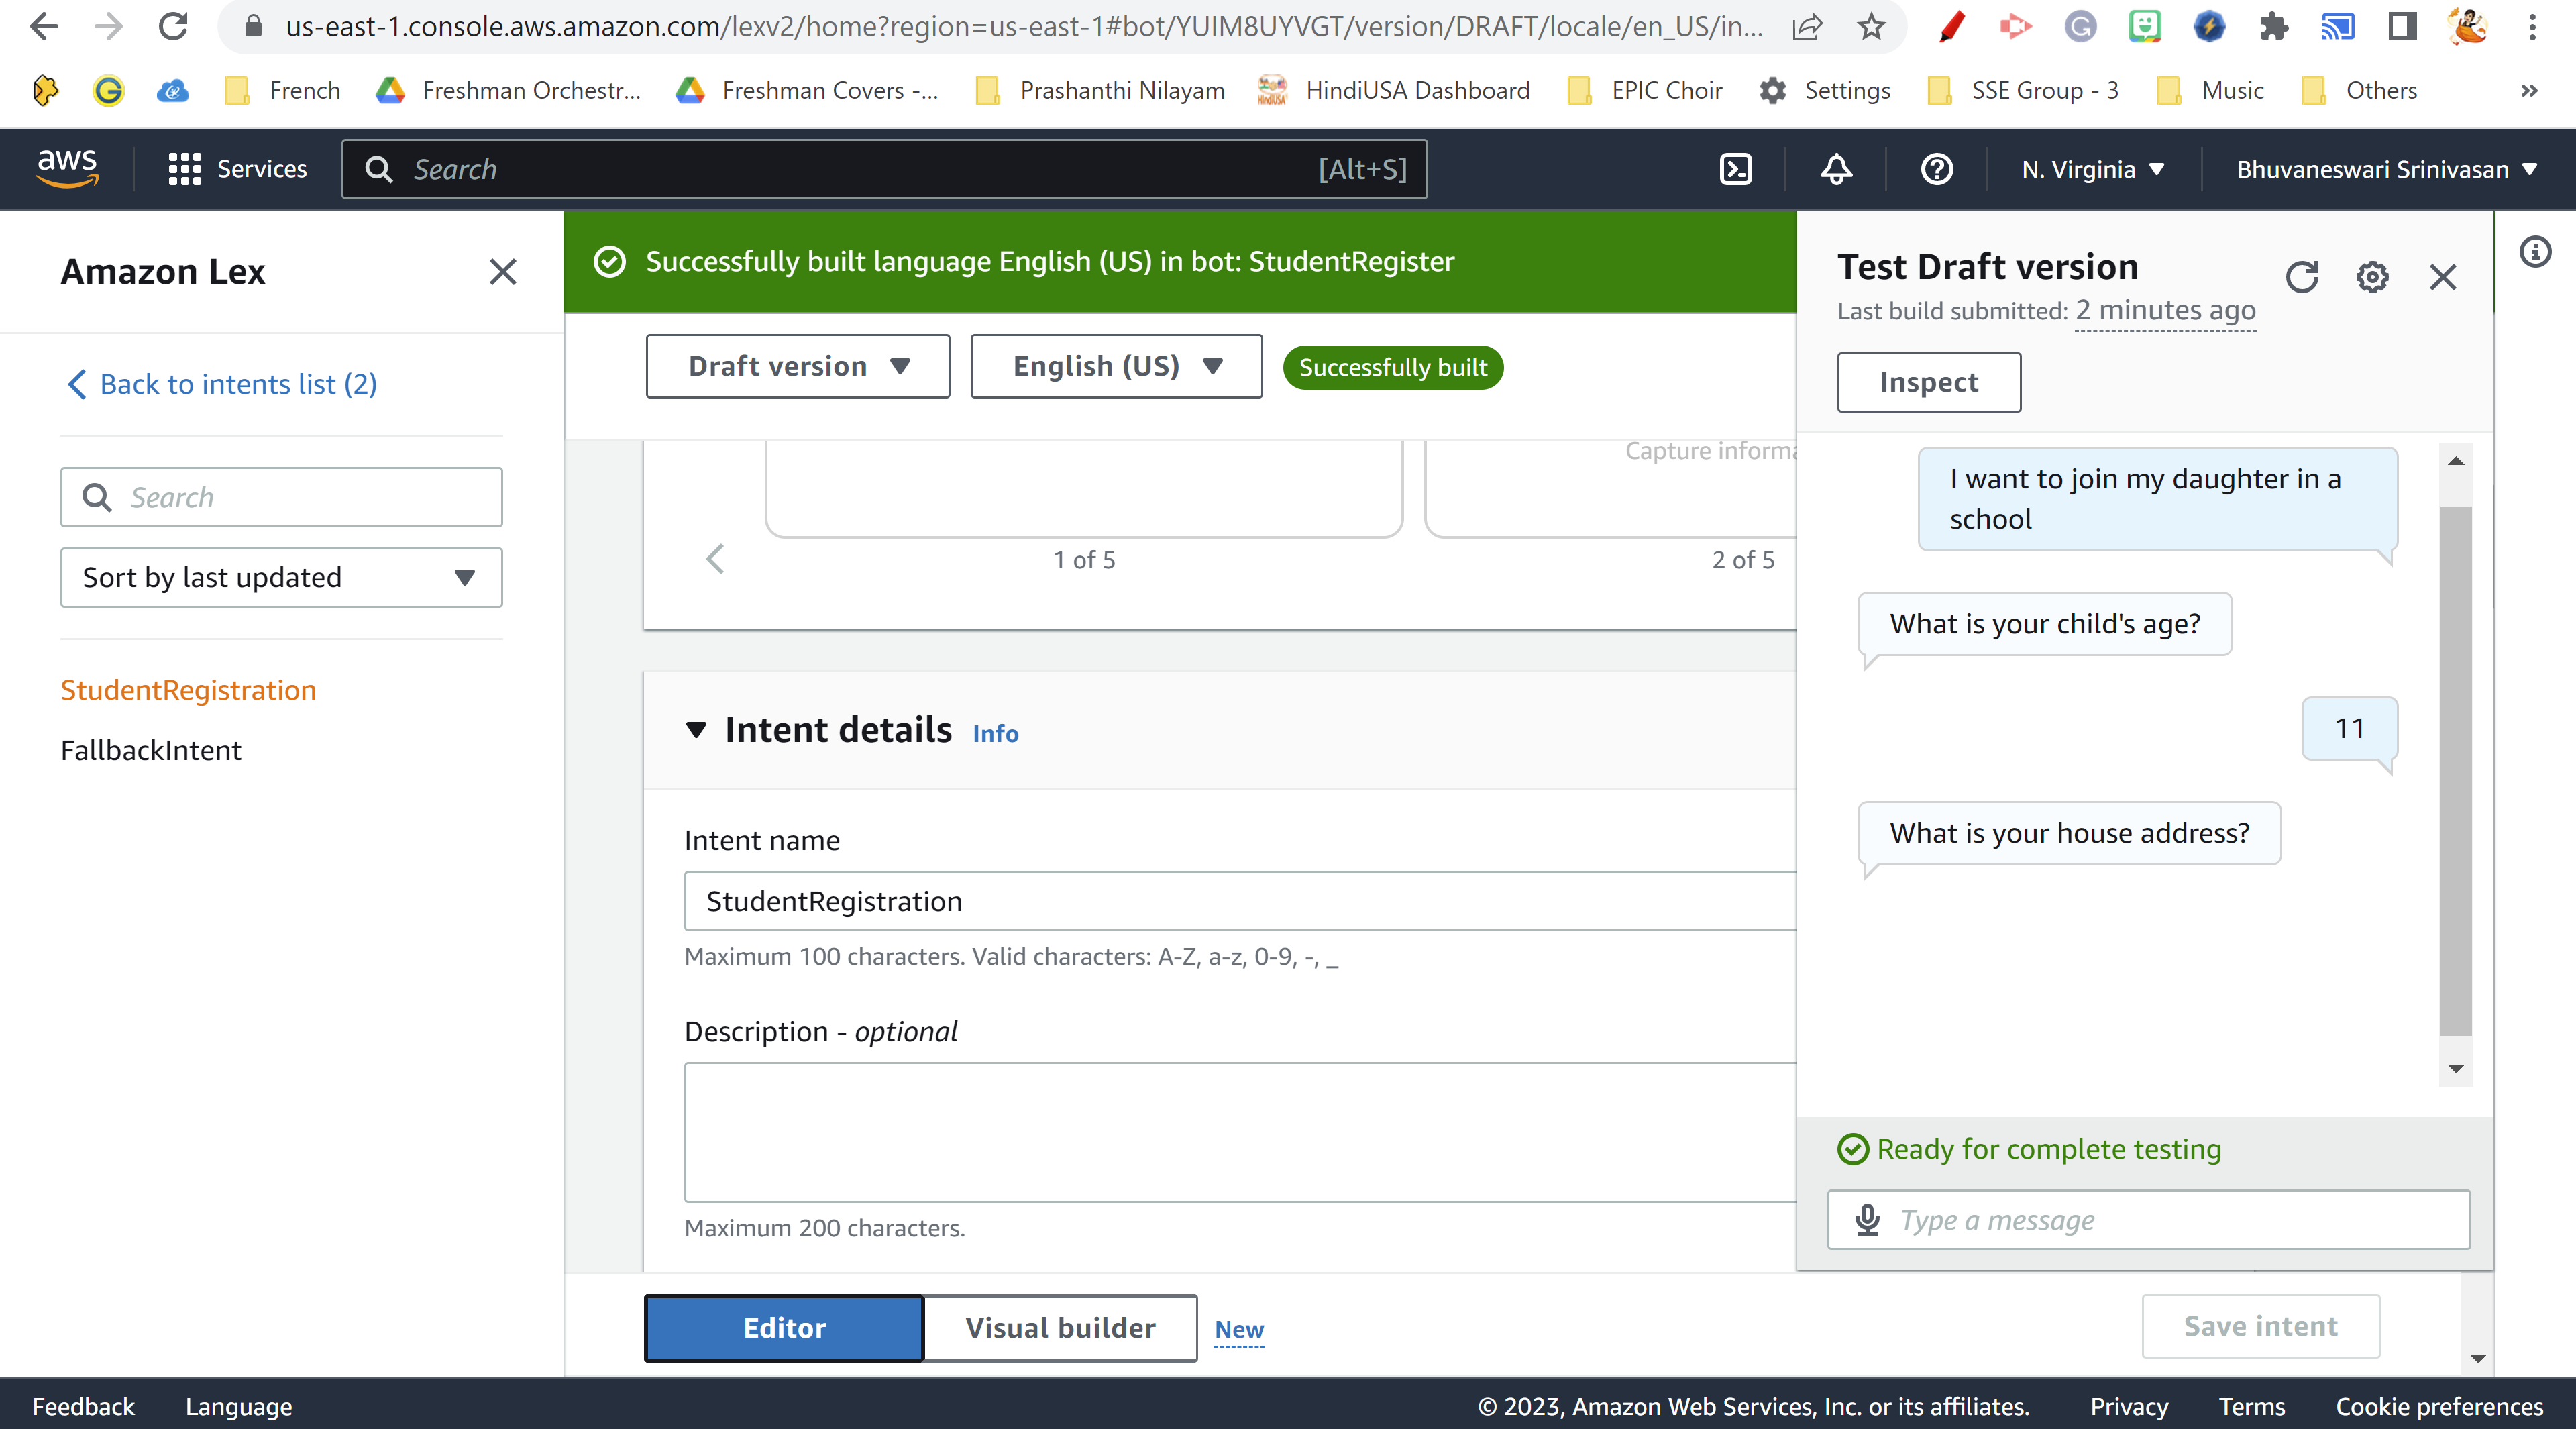 us-east-1.console.aws.amazon.com/lexv2/home?region=us-east-1#bot/YUIM8UYVGT/version/DRAFT/locale/en_US/in...
French
Freshman Orchestr...
Freshman Covers -...
Prashanthi Nilayam
HindiUSA Dashboard
EPIC Choir
Settings
SSE Group - 3
Music
Others
»
aws
Services
Search
[Alt+S]
N. Virginia
Bhuvaneswari Srinivasan
Amazon Lex
Back to intents list (2)
Search
Sort by last updated
StudentRegistration
FallbackIntent
Successfully built language English (US) in bot: StudentRegister
Draft version
English (US)
Successfully built
Capture informa
1 of 5
2 of 5
Intent details Info
Intent name
StudentRegistration
Maximum 100 characters. Valid characters: A-Z, a-z, 0-9, -, _
Description - optional
Maximum 200 characters.
Editor
Visual builder
New
Save intent
Test Draft version
Last build submitted: 2 minutes ago
Inspect
I want to join my daughter in a
school
What is your child's age?
11
What is your house address?
Ready for complete testing
Type a message
Feedback
Language
© 2023, Amazon Web Services, Inc. or its affiliates.
Privacy
Terms
Cookie preferences